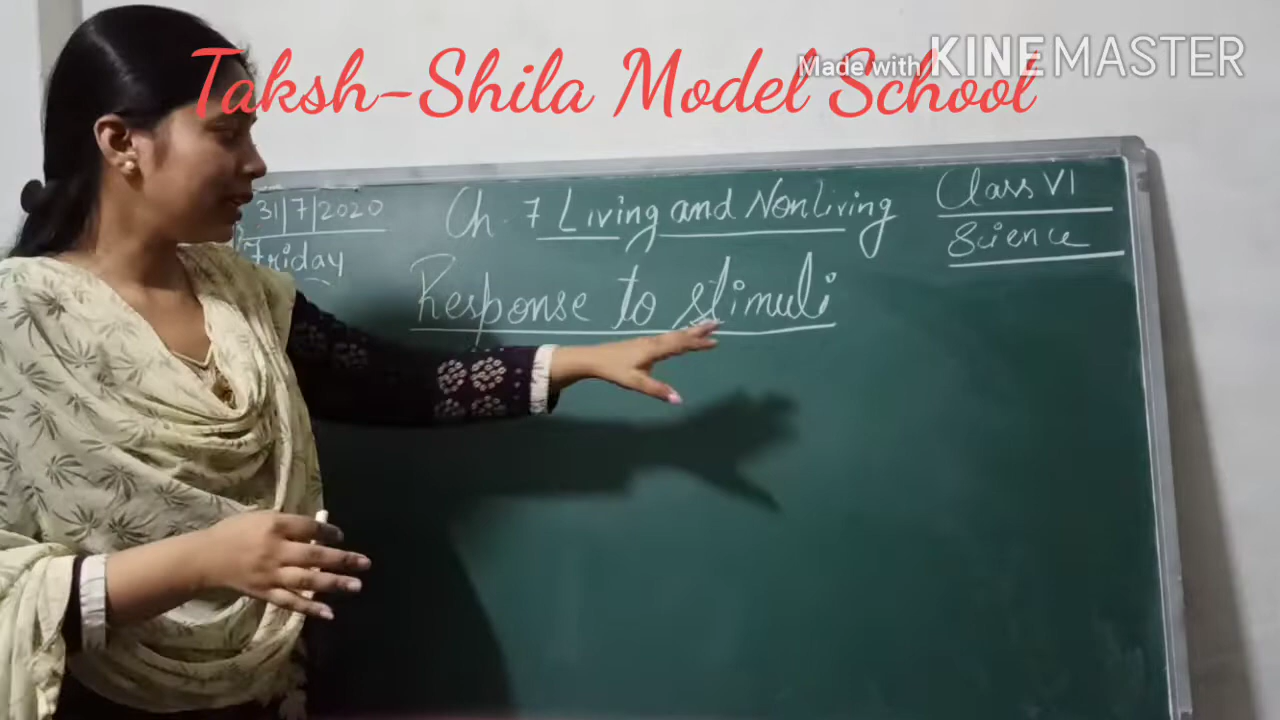 Taksh-Shila Model School
Made with KINEMASTER
31/7/2020
Friday
Ch. 7 Living and NonLiving
Class VI
Science
Response to stimuli